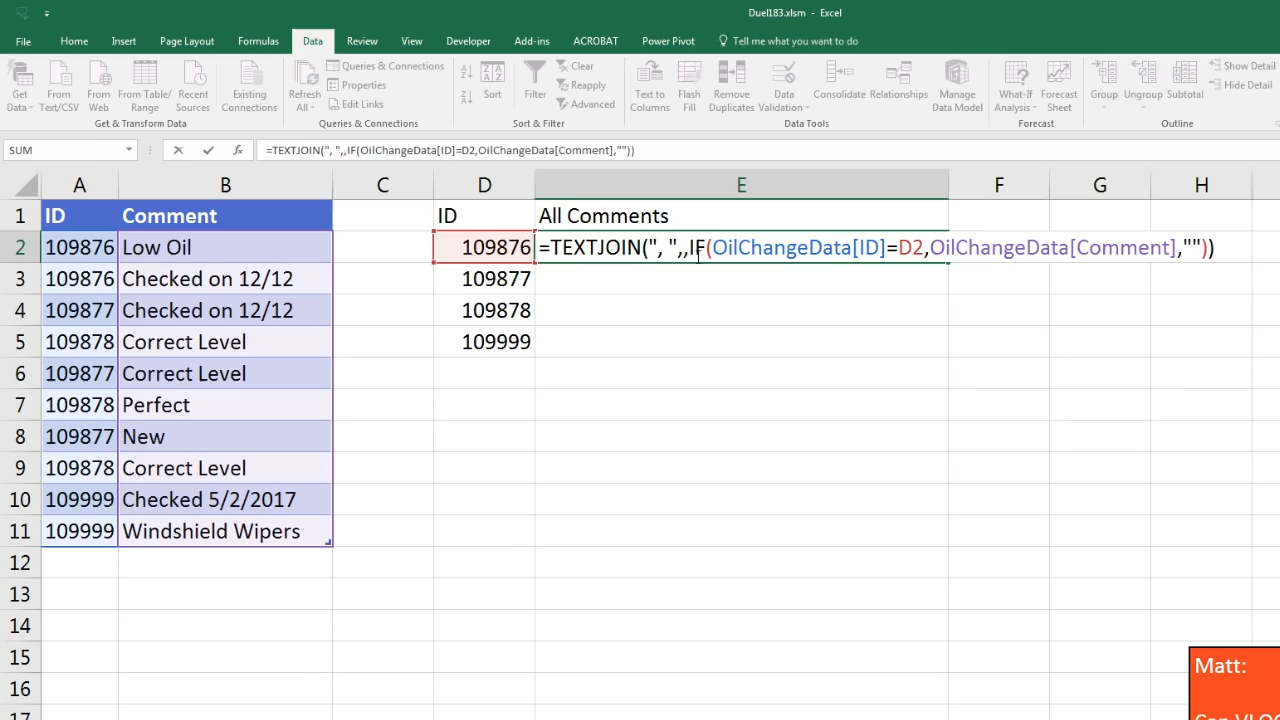 Duel183.xlsm - Excel
File Home Insert Page Layout Formulas Data Review View Developer Add-ins ACROBAT Power Pivot Tell me what you want to do
Get Data
From Text/CSV
From Web
From Table/ Range
Recent Sources
Existing Connections
Get & Transform Data
Refresh All
Queries & Connections
Properties
Edit Links
Queries & Connections
Sort
Filter
Clear
Reapply
Advanced
Sort & Filter
Text to Columns
Flash Fill
Remove Duplicates
Data Validation
Consolidate
Relationships
Manage Data Model
Data Tools
What-If Analysis
Forecast Sheet
Forecast
Group
Ungroup
Subtotal
Show Detail
Hide Detail
Outline
SUM fx =TEXTJOIN(", ",,IF(OilChangeData[ID]=D2,OilChangeData[Comment],""))
A B C D E F G H
1 ID Comment ID All Comments
2 109876 Low Oil 109876 =TEXTJOIN(", ",,IF(OilChangeData[ID]=D2,OilChangeData[Comment],""))
3 109876 Checked on 12/12 109877
4 109877 Checked on 12/12 109878
5 109878 Correct Level 109999
6 109877 Correct Level
7 109878 Perfect
8 109877 New
9 109878 Correct Level
10 109999 Checked 5/2/2017
11 109999 Windshield Wipers
12
13
14
15
16
17
Matt: